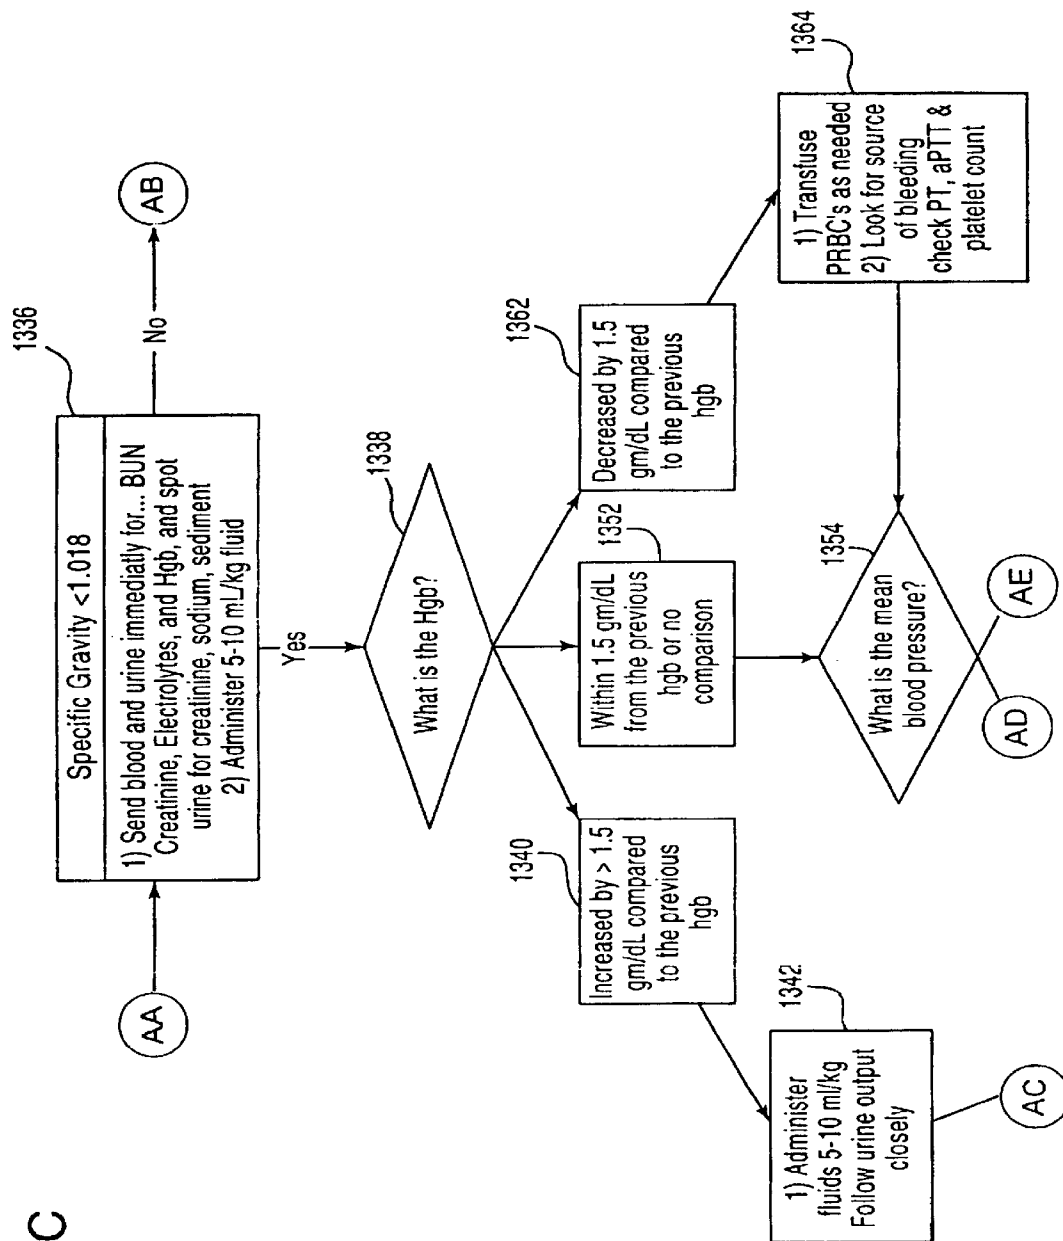 C
AA
Specific Gravity <1.018
1336
1) Send blood and urine immediatly for... BUN
Creatinine, Electrolytes, and Hgb, and spot
urine for creatinine, sodium, sediment
2) Administer 5-10 mL/kg fluid
No
AB
Yes
What is the Hgb?
1338
Increased by > 1.5
gm/dL compared
to the previous
hgb
1340
Within 1.5 gm/dL
from the previous
hgb or no
comparison
1352
Decreased by 1.5
gm/dL compared
to the previous
hgb
1362
1) Administer
fluids 5-10 ml/kg
Follow urine output
closely
1342
AC
What is the mean
blood pressure?
1354
AD
AE
1) Transfuse
PRBC's as needed
2) Look for source
of bleeding
check PT, aPTT &
platelet count
1364